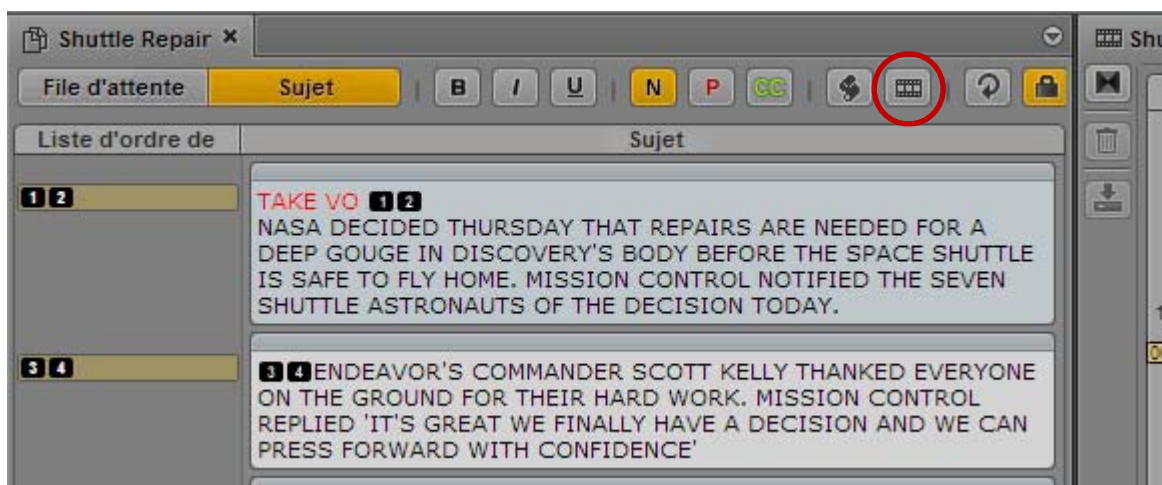 Shuttle Repair
File d'attente Sujet B I U N P CC
Liste d'ordre de Sujet
1 2
TAKE VO 1 2
NASA DECIDED THURSDAY THAT REPAIRS ARE NEEDED FOR A
DEEP GOUGE IN DISCOVERY'S BODY BEFORE THE SPACE SHUTTLE
IS SAFE TO FLY HOME. MISSION CONTROL NOTIFIED THE SEVEN
SHUTTLE ASTRONAUTS OF THE DECISION TODAY.
3 4
3 4 ENDEAVOR'S COMMANDER SCOTT KELLY THANKED EVERYONE
ON THE GROUND FOR THEIR HARD WORK. MISSION CONTROL
REPLIED 'IT'S GREAT WE FINALLY HAVE A DECISION AND WE CAN
PRESS FORWARD WITH CONFIDENCE'